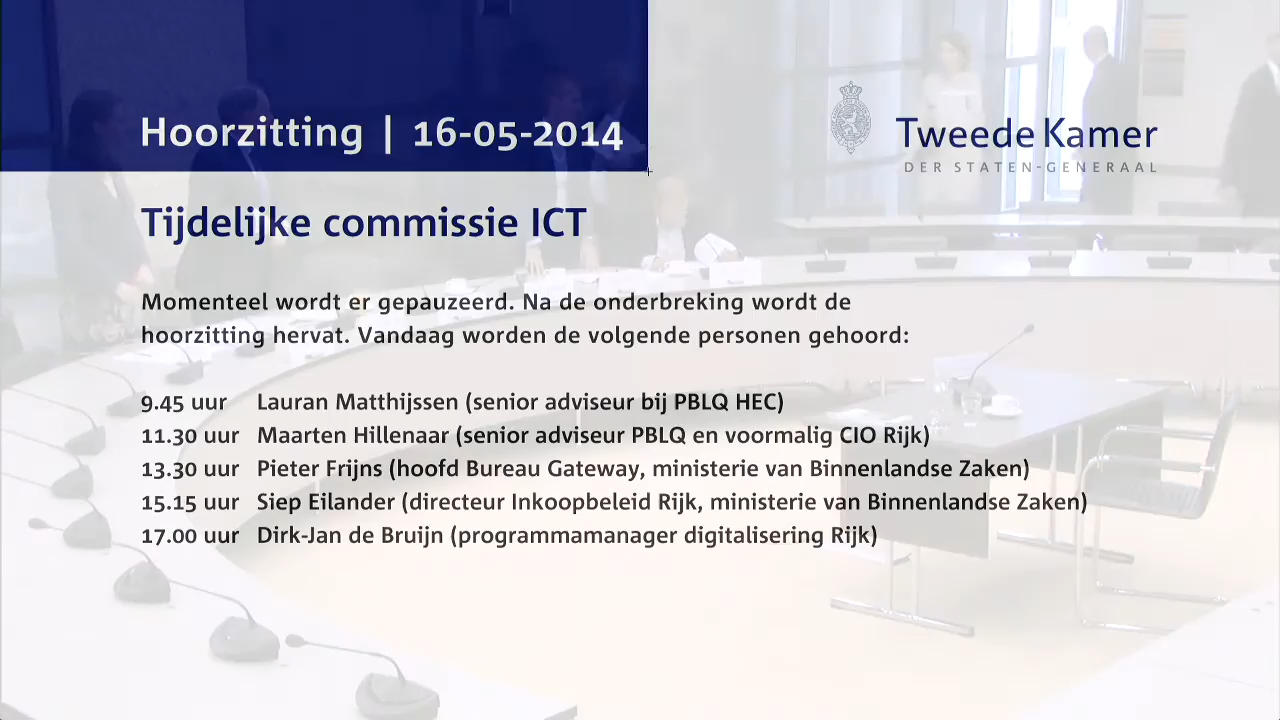 Hoorzitting | 16-05-2014
Tweede Kamer
DER STATEN-GENERAAL
Tijdelijke commissie ICT
Momenteel wordt er gepauzeerd. Na de onderbreking wordt de
hoorzitting hervat. Vandaag worden de volgende personen gehoord:
9.45 uur Lauran Matthijssen (senior adviseur bij PBLQ HEC)
11.30 uur Maarten Hillenaar (senior adviseur PBLQ en voormalig CIO Rijk)
13.30 uur Pieter Frijns (hoofd Bureau Gateway, ministerie van Binnenlandse Zaken)
15.15 uur Siep Eilander (directeur Inkoopbeleid Rijk, ministerie van Binnenlandse Zaken)
17.00 uur Dirk-Jan de Bruijn (programmamanager digitalisering Rijk)